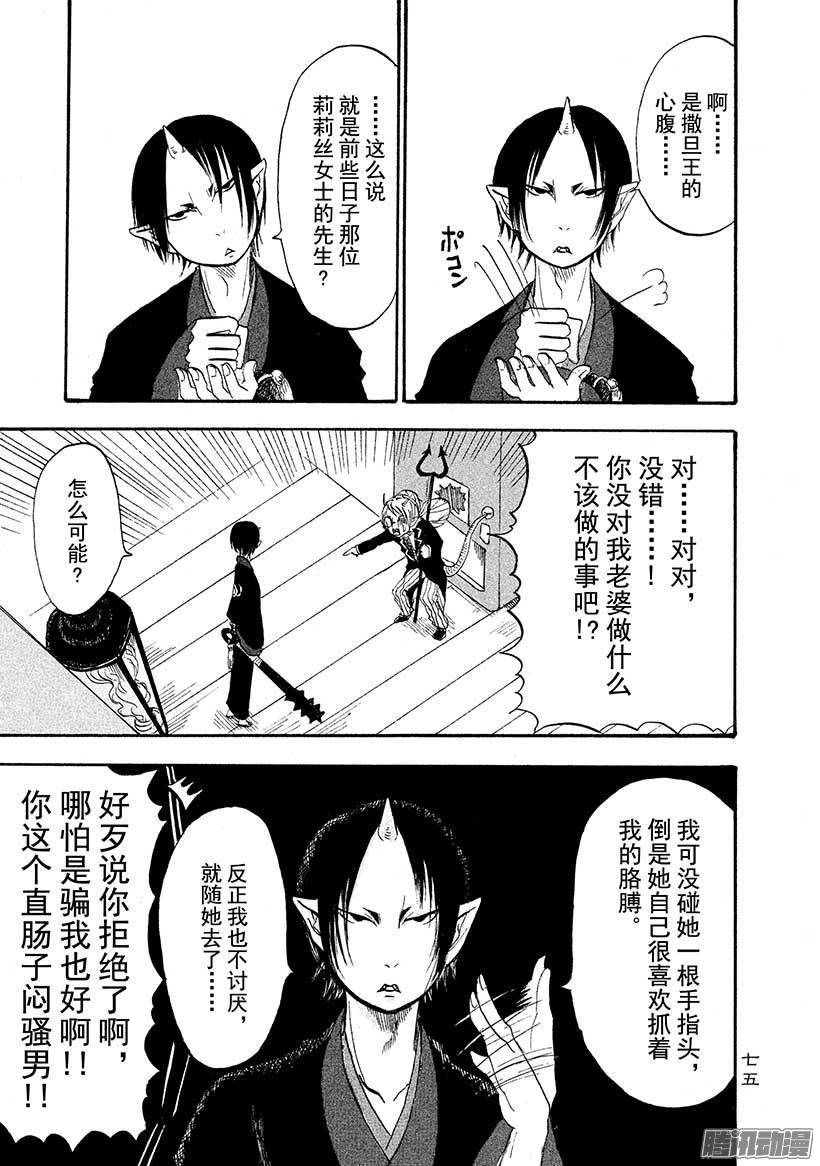 啊……
是撒旦王的
心腹……
ポコン
……这么说
就是前些日子那位
莉莉丝女士的先生？
对……对对，
没错……！
你没对我老婆做什么
不该做的事吧!?
怎么可能？
我可没碰她一根手指头，
倒是她自己很喜欢抓着
我的胳膊。
反正我也不讨厌，
就随她去了……
好歹说你拒绝了啊，
哪怕是骗我也好啊!!
你这个直肠子闷骚男!!
七五
腾讯动漫